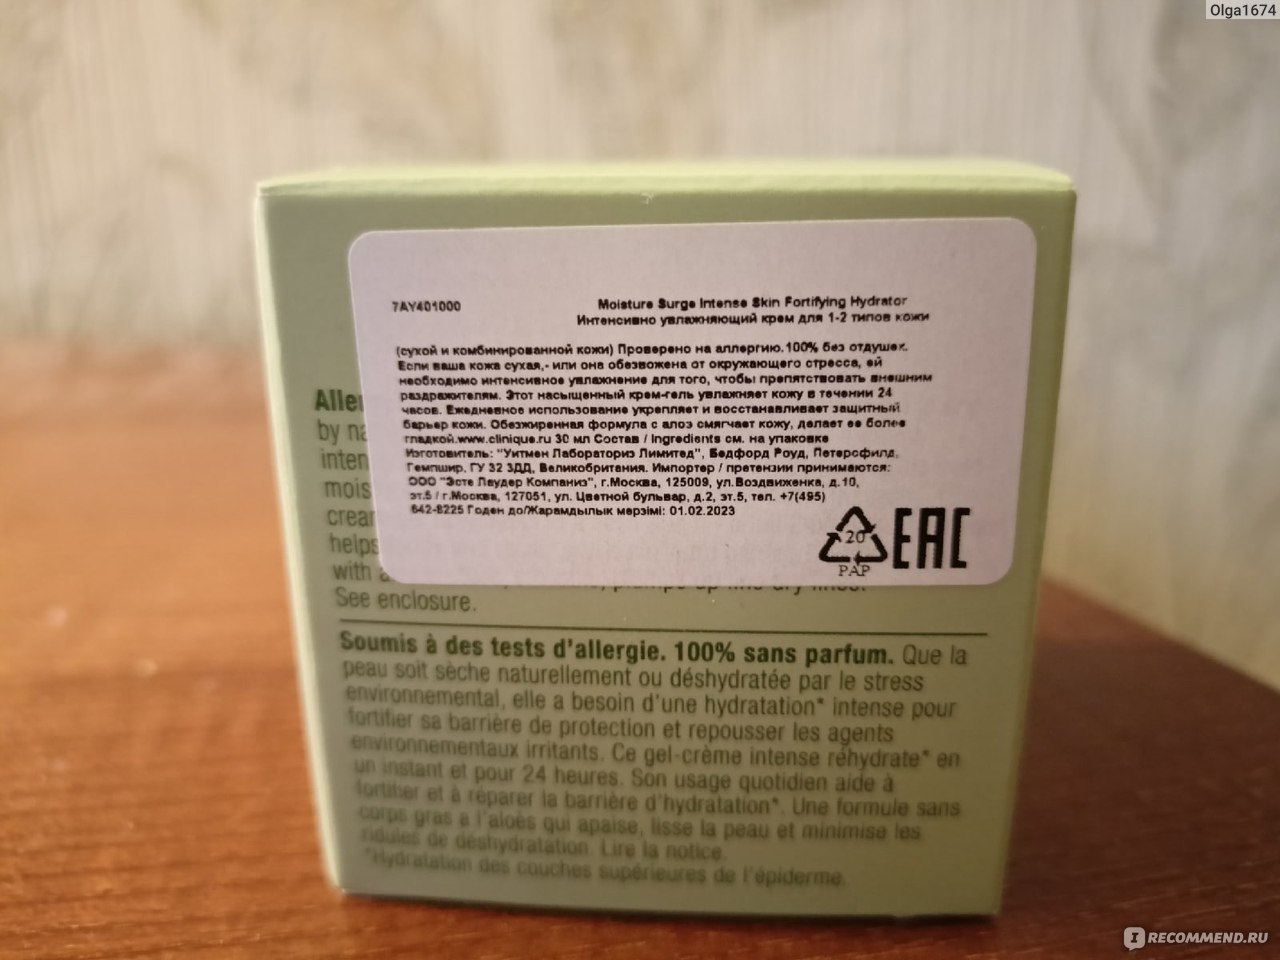 Olga1674
7AY401000
Moisture Surge Intense Skin Fortifying Hydrator
Интенсивно увлажняющий крем для 1-2 типов кожи
(сухой и комбинированной кожи) Проверено на аллергию.100% без отдушек.
Если ваша кожа сухая,- или она обезвожена от окружающего стресса, ей
необходимо интенсивное увлажнение для того, чтобы препятствовать внешним
раздражителям. Этот насыщенный крем-гель увлажняет кожу в течении 24
часов. Ежедневное использование укрепляет и восстанавливает защитный
барьер кожи. Обезжиренная формула с алоэ смягчает кожу, делает ее более
гладкой.www.clinique.ru 30 мл Состав / Ingredients см. на упаковке
Изготовитель: "Уитмен Лабораториз Лимитед", Бедфорд Роуд, Петерсфилд,
Гемпшир, ГУ 32 3ДД, Великобритания. Импортер / претензии принимаются:
ООО "Эсте Лаудер Компаниз", г.Москва, 125009, ул.Воздвиженка, д.10,
эт.5 / г.Москва, 127051, ул. Цветной бульвар, д.2, эт.5, тел. +7(495)
642-8225 Годен до/Жарамдылык мерзімі: 01.02.2023
20
PAP
EAC
by
helps
with
See enclosure.
Soumis à des tests d'allergie. 100% sans parfum. Que la
peau soit sèche naturellement ou déshydratée par le stress
environnemental, elle a besoin d'une hydratation* intense pour
fortifier sa barrière de protection et repousser les agents
environnementaux irritants. Ce gel-crème intense réhydrate* en
un instant et pour 24 heures. Son usage quotidien aide à
fortifier et à réparer la barrière d'hydratation*. Une formule sans
corps gras à l'aloès qui apaise, lisse la peau et minimise les
ridules de déshydratation. Lire la notice.
*Hydratation des couches supérieures de l'épiderme.
IRECOMMEND.RU